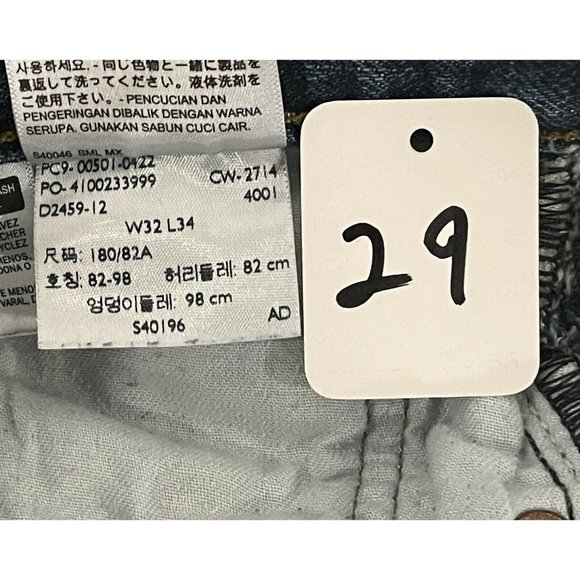 사용하세요. - 同じ色物と一緒に製品を
裏返して洗ってください。液体洗剤を
ご使用下さい。- PENCUCIAN DAN
PENGERINGAN DIBALIK DENGAN WARNA
SERUPA. GUNAKAN SABUN CUCI CAIR.
S40046 SML MX
PC9-00501-0422
PO-4100233999 CW-2714
D2459-12 4001
W32 L34
尺码: 180/82A
호칭: 82-98 허리둘레: 82 cm
엉덩이둘레: 98 cm
S40196 AD
29